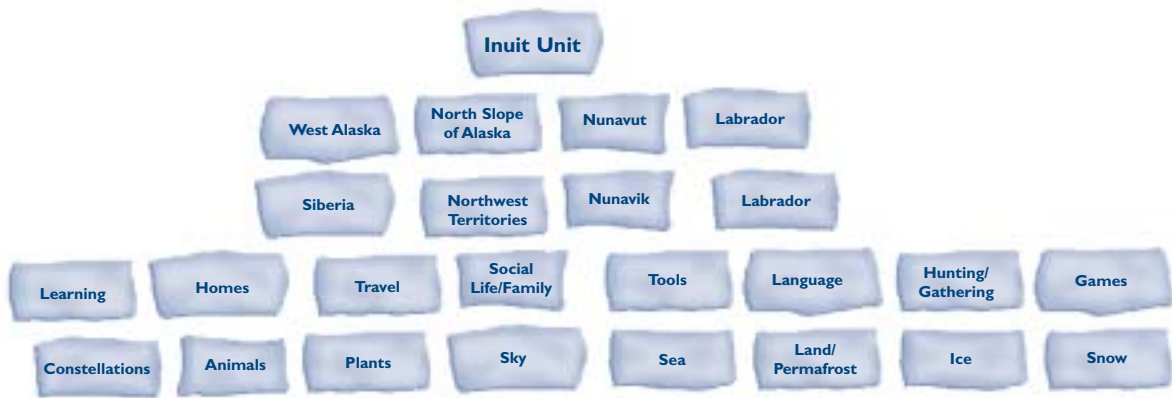 Inuit Unit
West Alaska
North Slope
of Alaska
Nunavut
Labrador
Siberia
Northwest
Territories
Nunavik
Labrador
Learning
Homes
Travel
Social
Life/Family
Tools
Language
Hunting/
Gathering
Games
Constellations
Animals
Plants
Sky
Sea
Land/
Permafrost
Ice
Snow